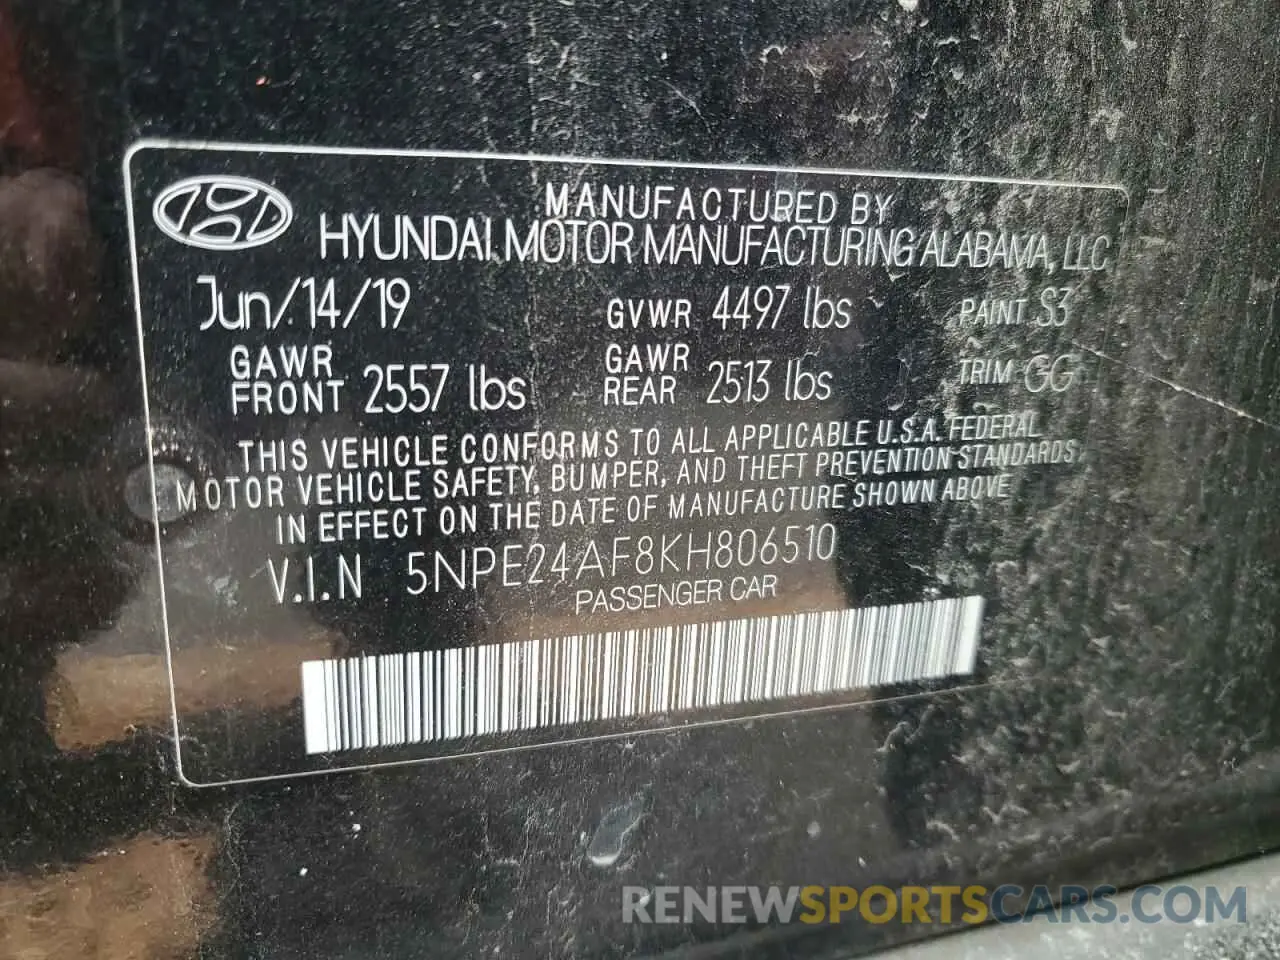 MANUFACTURED BY
HYUNDAI MOTOR MANUFACTURING ALABAMA, LLC
Jun/14/19 GVWR 4497 lbs PAINT S3
GAWR FRONT 2557 lbs GAWR REAR 2513 lbs TRIM GG
THIS VEHICLE CONFORMS TO ALL APPLICABLE U.S.A. FEDERAL
MOTOR VEHICLE SAFETY, BUMPER, AND THEFT PREVENTION STANDARDS,
IN EFFECT ON THE DATE OF MANUFACTURE SHOWN ABOVE
V.I.N 5NPE24AF8KH806510
PASSENGER CAR
RENEWSPORTSCARS.COM